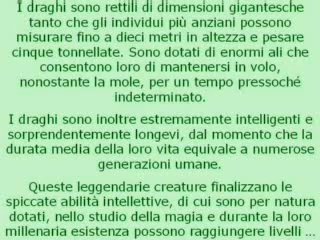 I draghi sono rettili di dimensioni gigantesche
tanto che gli individui più anziani possono
misurare fino a dieci metri in altezza e pesare
cinque tonnellate. Sono dotati di enormi ali che
consentono loro di mantenersi in volo,
nonostante la mole, per un tempo pressoché
indeterminato.
I draghi sono inoltre estremamente intelligenti e
sorprendentemente longevi, dal momento che la
durata media della loro vita equivale a numerose
generazioni umane.
Queste leggendarie creature finalizzano le
spiccate abilità intellettive, di cui sono per natura
dotati, nello studio della magia e durante la loro
millenaria esistenza possono raggiungere livelli ...